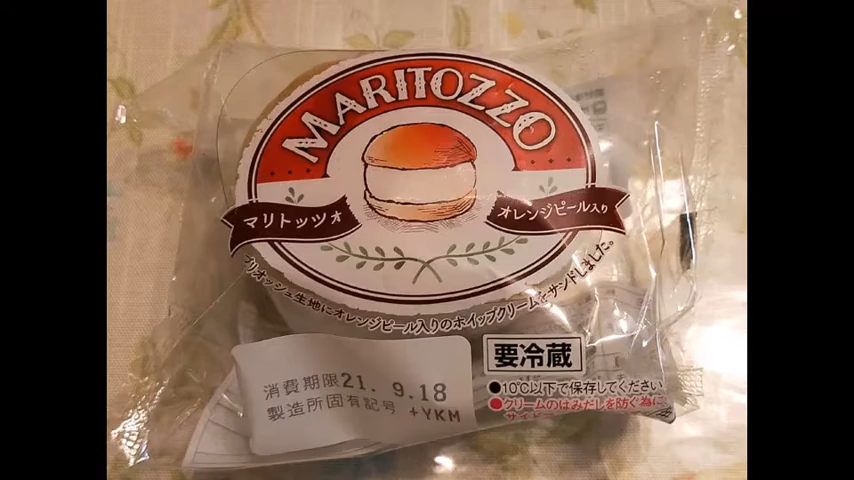 MARITOZZO
マリトッツオ
オレンジピール入り
ブリオッシュ生地にオレンジピール入りのホイップクリームをサンドしました。
要冷蔵
●10℃以下で保存してください
●クリームのはみだしを防ぐ為に
消費期限21. 9.18
製造所固有記号 +YKM